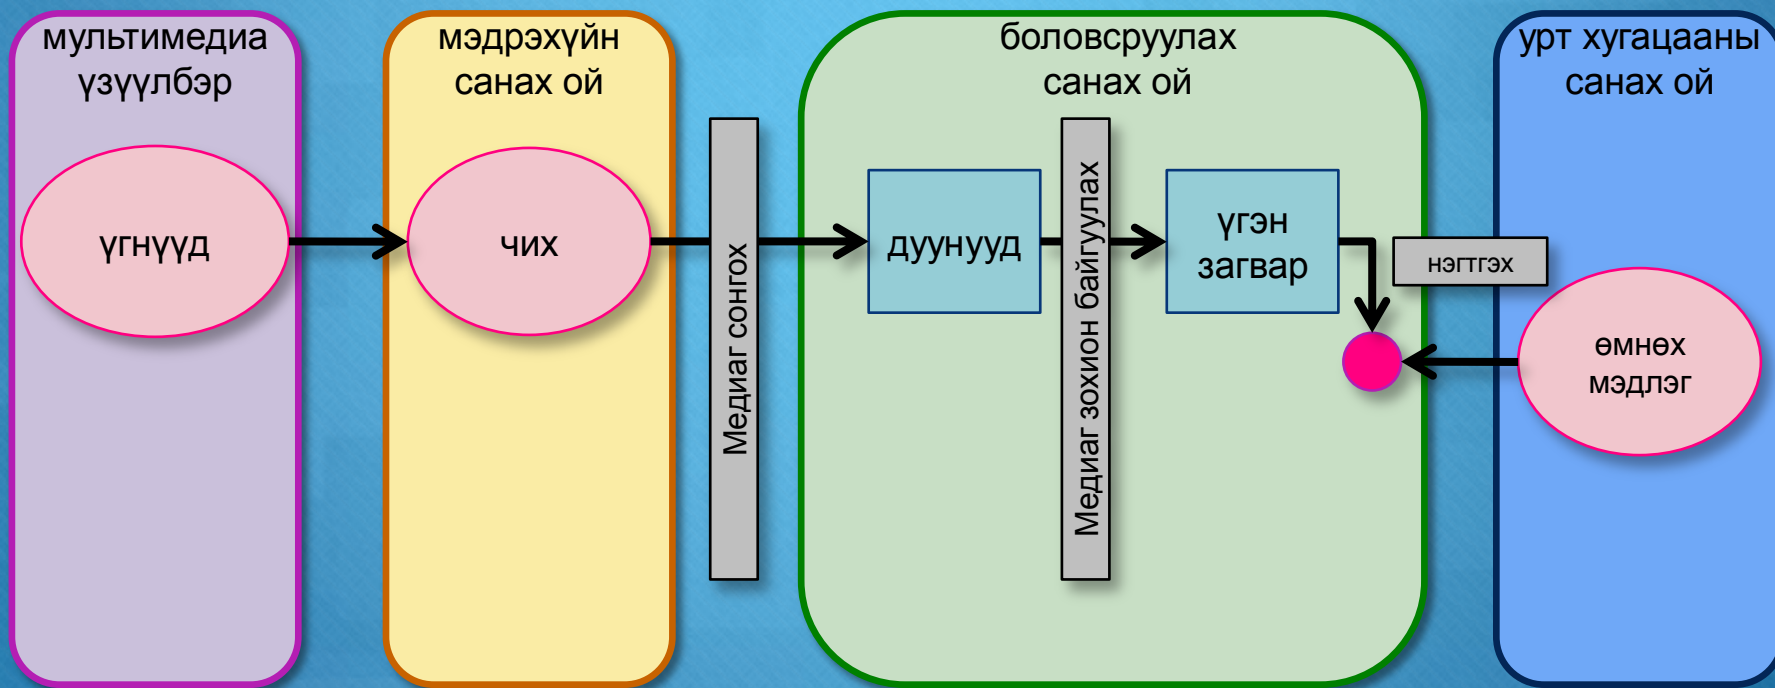 мультимедиа
үзүүлбэр
мэдрэхүйн
санах ой
боловсруулах
санах ой
урт хугацааны
санах ой
үгнүүд
чих
Медиаг сонгох
дуунууд
Медиаг зохион байгуулах
үгэн
загвар
нэгтгэх
өмнөх
мэдлэг